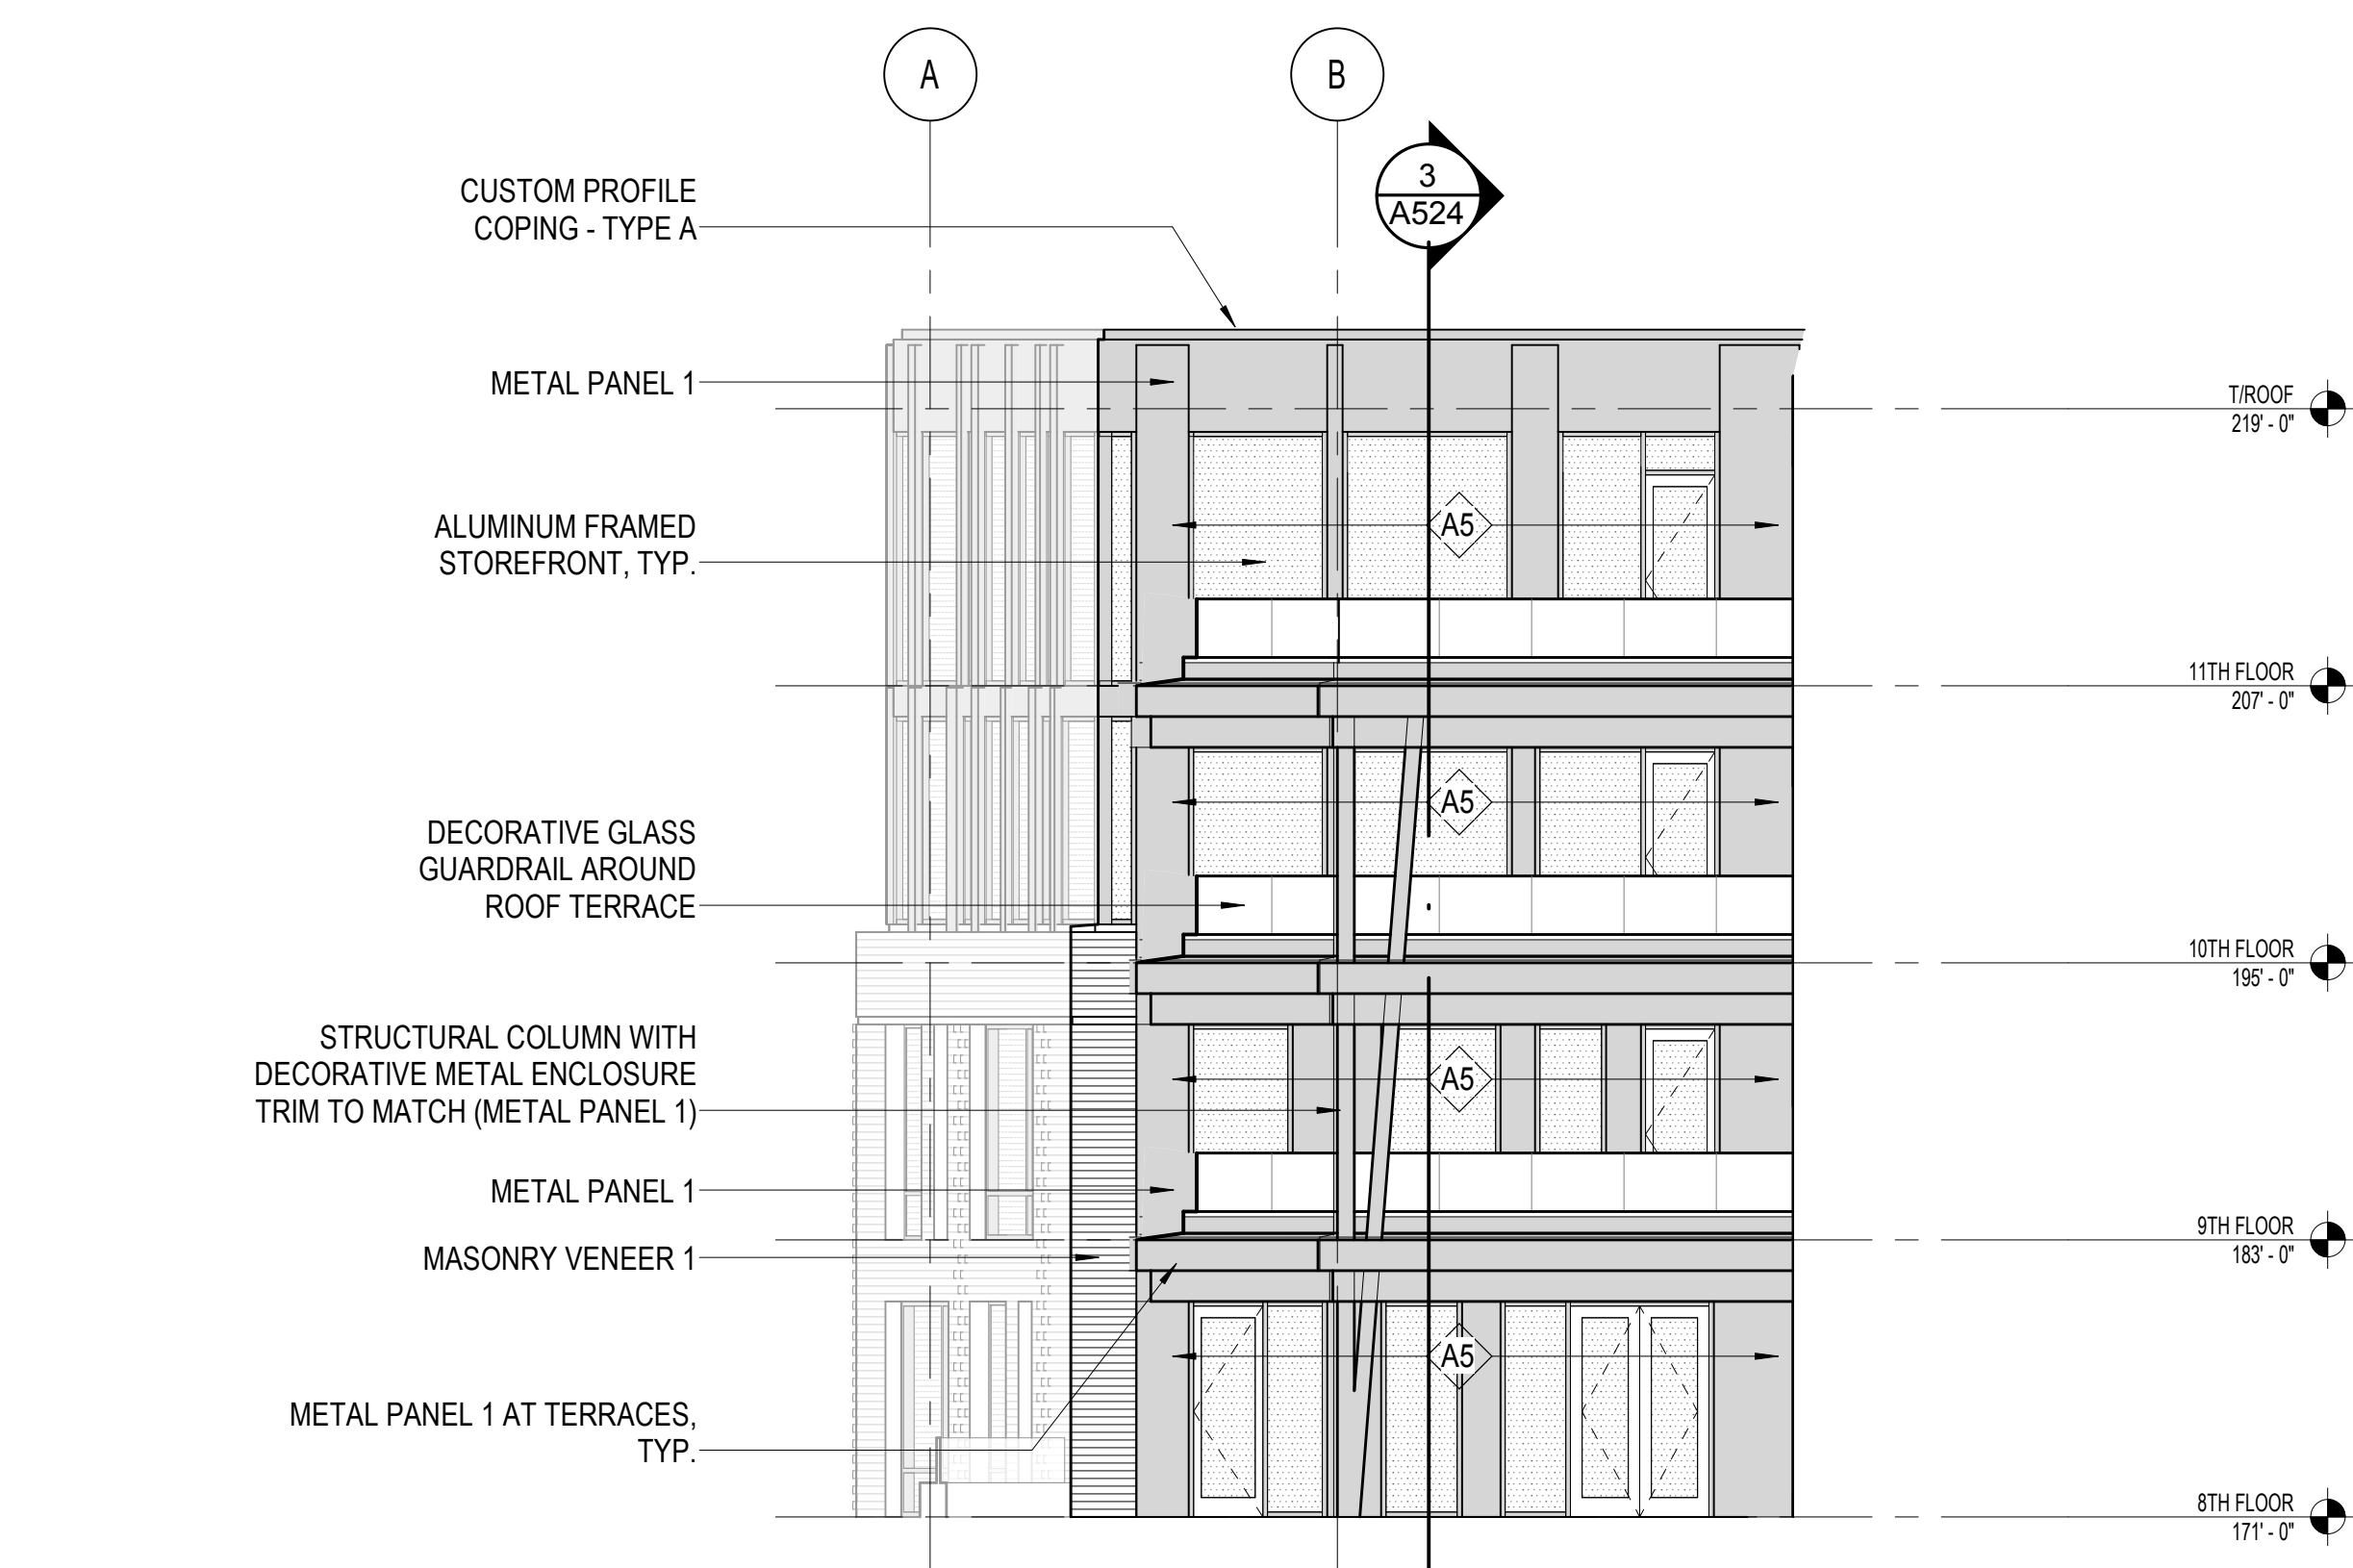 A
B
3
A524
CUSTOM PROFILE
COPING - TYPE A
METAL PANEL 1
T/ROOF
219' - 0"
ALUMINUM FRAMED
STOREFRONT, TYP.
A5
11TH FLOOR
207' - 0"
A5
DECORATIVE GLASS
GUARDRAIL AROUND
ROOF TERRACE
10TH FLOOR
195' - 0"
STRUCTURAL COLUMN WITH
DECORATIVE METAL ENCLOSURE
TRIM TO MATCH (METAL PANEL 1)
A5
METAL PANEL 1
9TH FLOOR
183' - 0"
MASONRY VENEER 1
A5
METAL PANEL 1 AT TERRACES,
TYP.
8TH FLOOR
171' - 0"